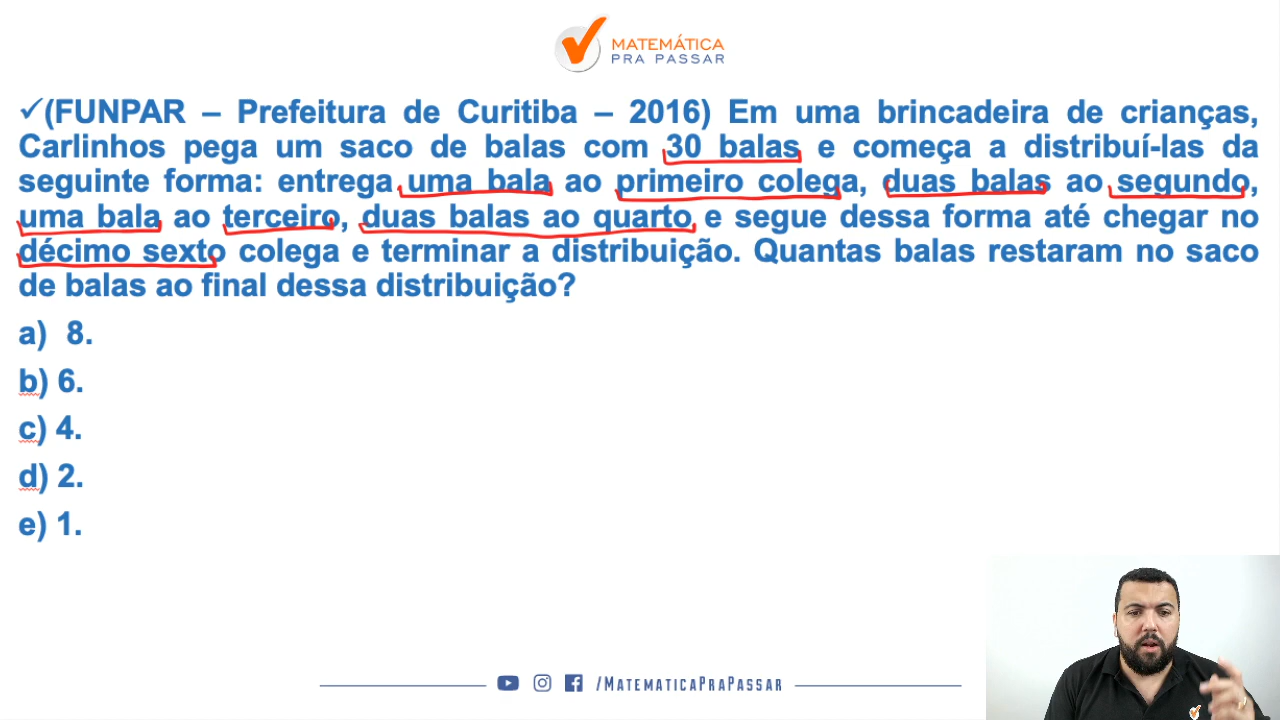 MATEMÁTICA
PRA PASSAR
✓(FUNPAR – Prefeitura de Curitiba – 2016) Em uma brincadeira de crianças,
Carlinhos pega um saco de balas com 30 balas e começa a distribuí-las da
seguinte forma: entrega uma bala ao primeiro colega, duas balas ao segundo,
uma bala ao terceiro, duas balas ao quarto e segue dessa forma até chegar no
décimo sexto colega e terminar a distribuição. Quantas balas restaram no saco
de balas ao final dessa distribuição?
a) 8.
b) 6.
c) 4.
d) 2.
e) 1.
/MATEMATICAPRAPASSAR